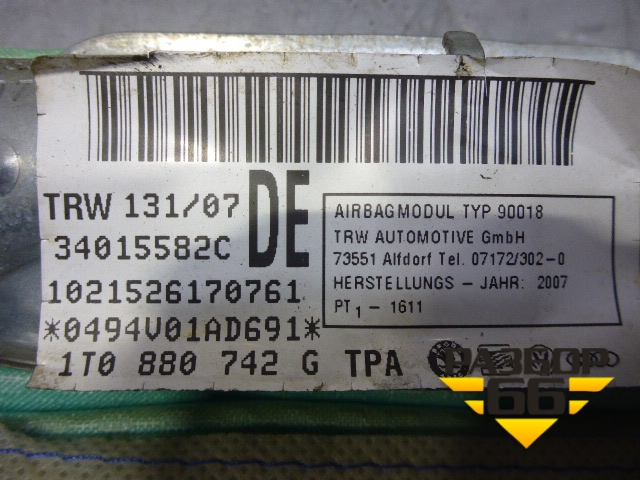 TRW 131/07
34015582C
DE
1021526170761
*0494V01AD691*
1T0 880 742 G TPA
AIRBAGMODUL TYP 90018
TRW AUTOMOTIVE GmbH
73551 Alfdorf Tel. 07172/302-0
HERSTELLUNGS - JAHR: 2007
PT1 - 1611
РАЗБОР
66